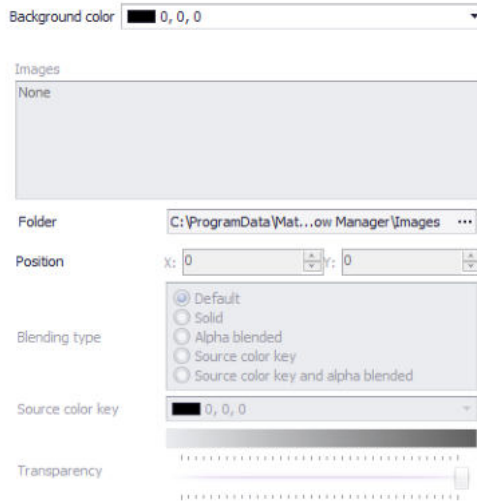 Background color 0, 0, 0
Images
None
Folder C:\ProgramData\Mat...ow Manager\Images ...
Position X: 0 Y: 0
Blending type
Default
Solid
Alpha blended
Source color key
Source color key and alpha blended
Source color key 0, 0, 0
Transparency